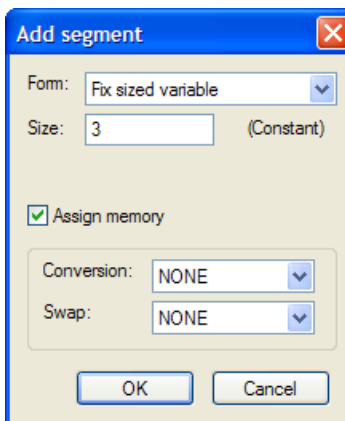 Add segment
Form: Fix sized variable
Size: 3 (Constant)
Assign memory
Conversion: NONE
Swap: NONE
OK Cancel